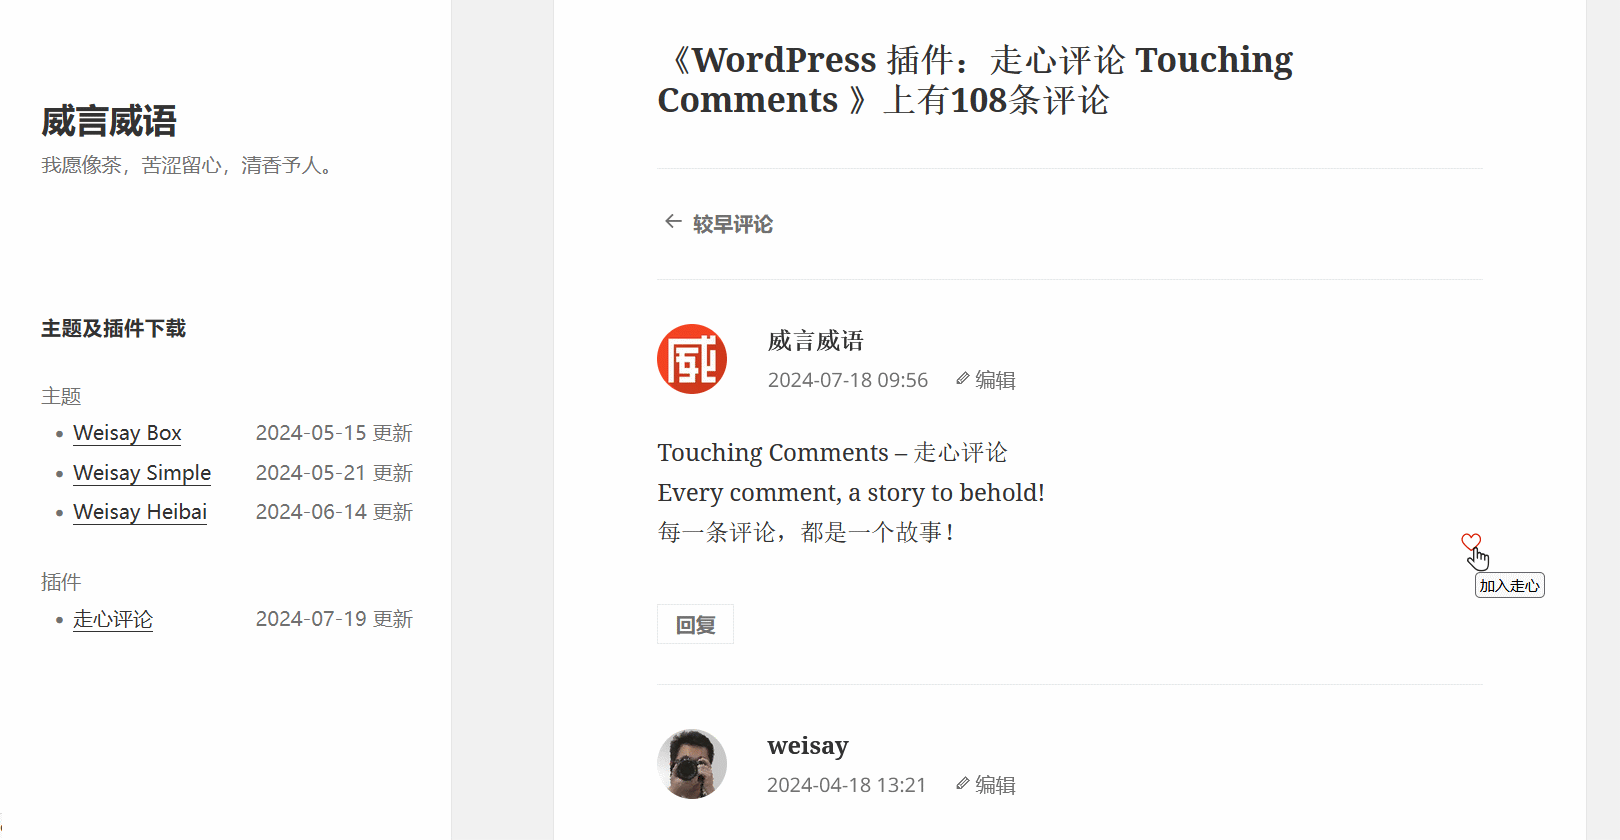 威言威语
我愿像茶，苦涩留心，清香予人。
主题及插件下载
主题
Weisay Box 2024-05-15 更新
Weisay Simple 2024-05-21 更新
Weisay Heibai 2024-06-14 更新
插件
走心评论 2024-07-19 更新
《WordPress 插件：走心评论 Touching
Comments 》上有108条评论
← 较早评论
威
威言威语
2024-07-18 09:56 编辑
Touching Comments – 走心评论
Every comment, a story to behold!
每一条评论，都是一个故事！
加入走心
回复
weisay
2024-04-18 13:21 编辑